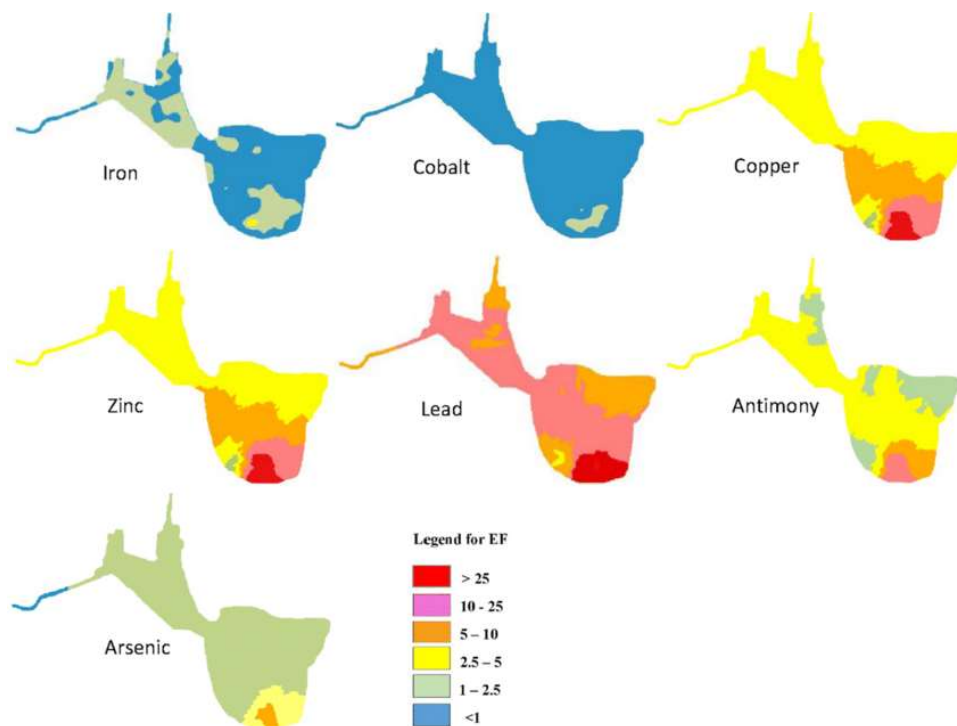 Iron
Cobalt
Copper
Zinc
Lead
Antimony
Arsenic
Legend for EF
> 25
10 - 25
5 – 10
2.5 – 5
1 – 2.5
<1